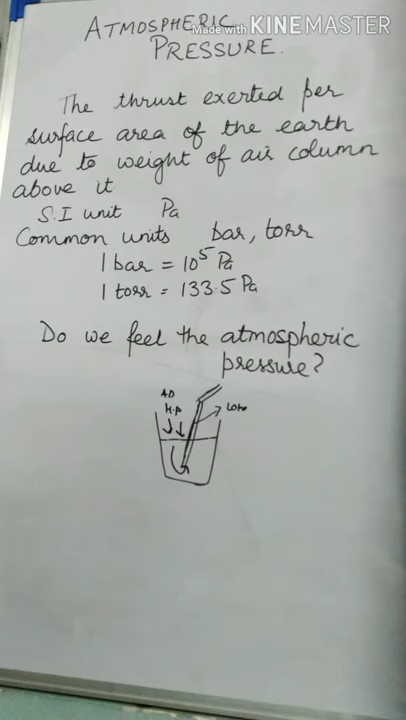 Made with KINEMASTER
ATMOSPHERIC
PRESSURE.
The thrust exerted per
surface area of the earth
due to weight of air column
above it
S.I unit Pa
Common units bar, torr
1 bar = 10⁵ Pa
1 torr = 133.5 Pa
Do we feel the atmospheric
pressure?
H.P